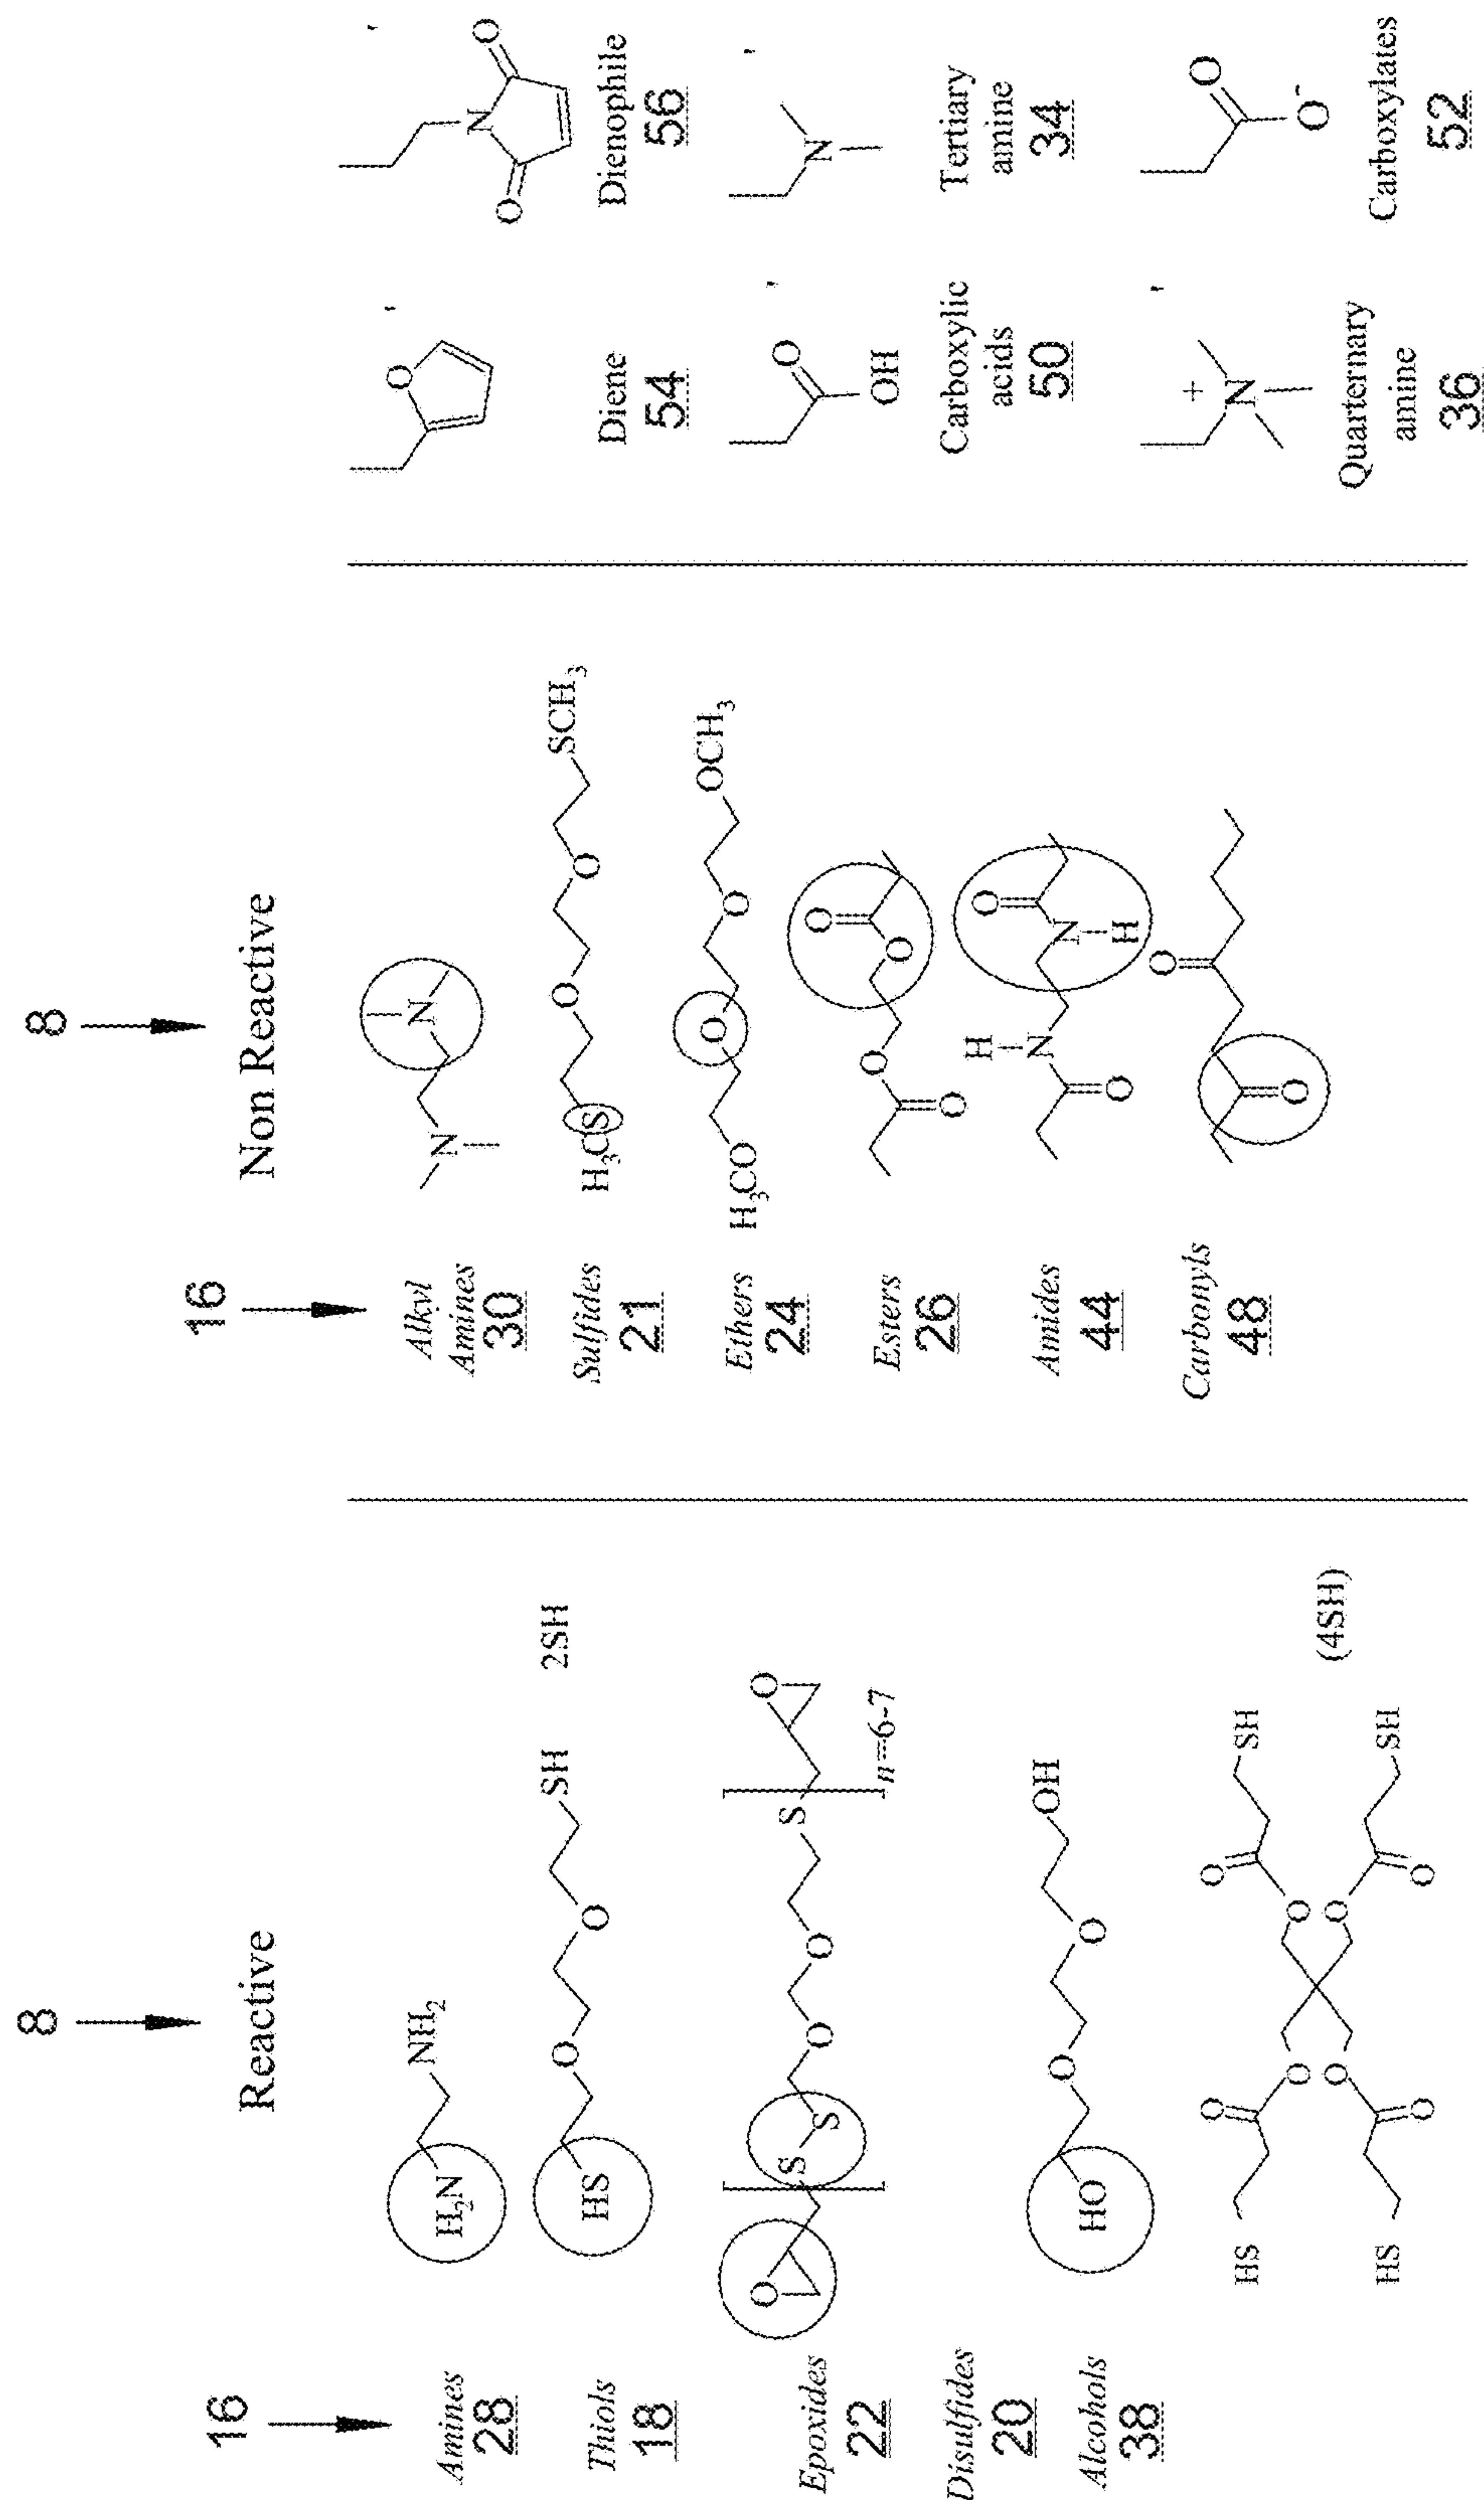 8
Reactive
16
Amines
28
H2N
NH2
Thiols
18
HS
O
O
SH
2SH
Epoxides
22
O
S
S
O
O
S
O
n=6-7
Disulfides
20
Alcohols
38
HO
O
O
OH
HS
O
O
O
O
SH
HS
O
O
O
O
SH
(4SH)
8
Non Reactive
16
Alkyl
Amines
30
N
N
Sulfides
21
H3CS
O
O
SCH3
Ethers
24
H3CO
O
O
OCH3
Esters
26
O
O
O
O
Amides
44
O
H
N
N
H
O
Carbonyls
48
O
O
O
Diene
54
,
N
O
O
Dienophile
56
,
O
OH
Carboxylic
acids
50
,
N
Tertiary
amine
34
,
+
N
Quarternary
amine
36
,
O
O-
Carboxylates
52